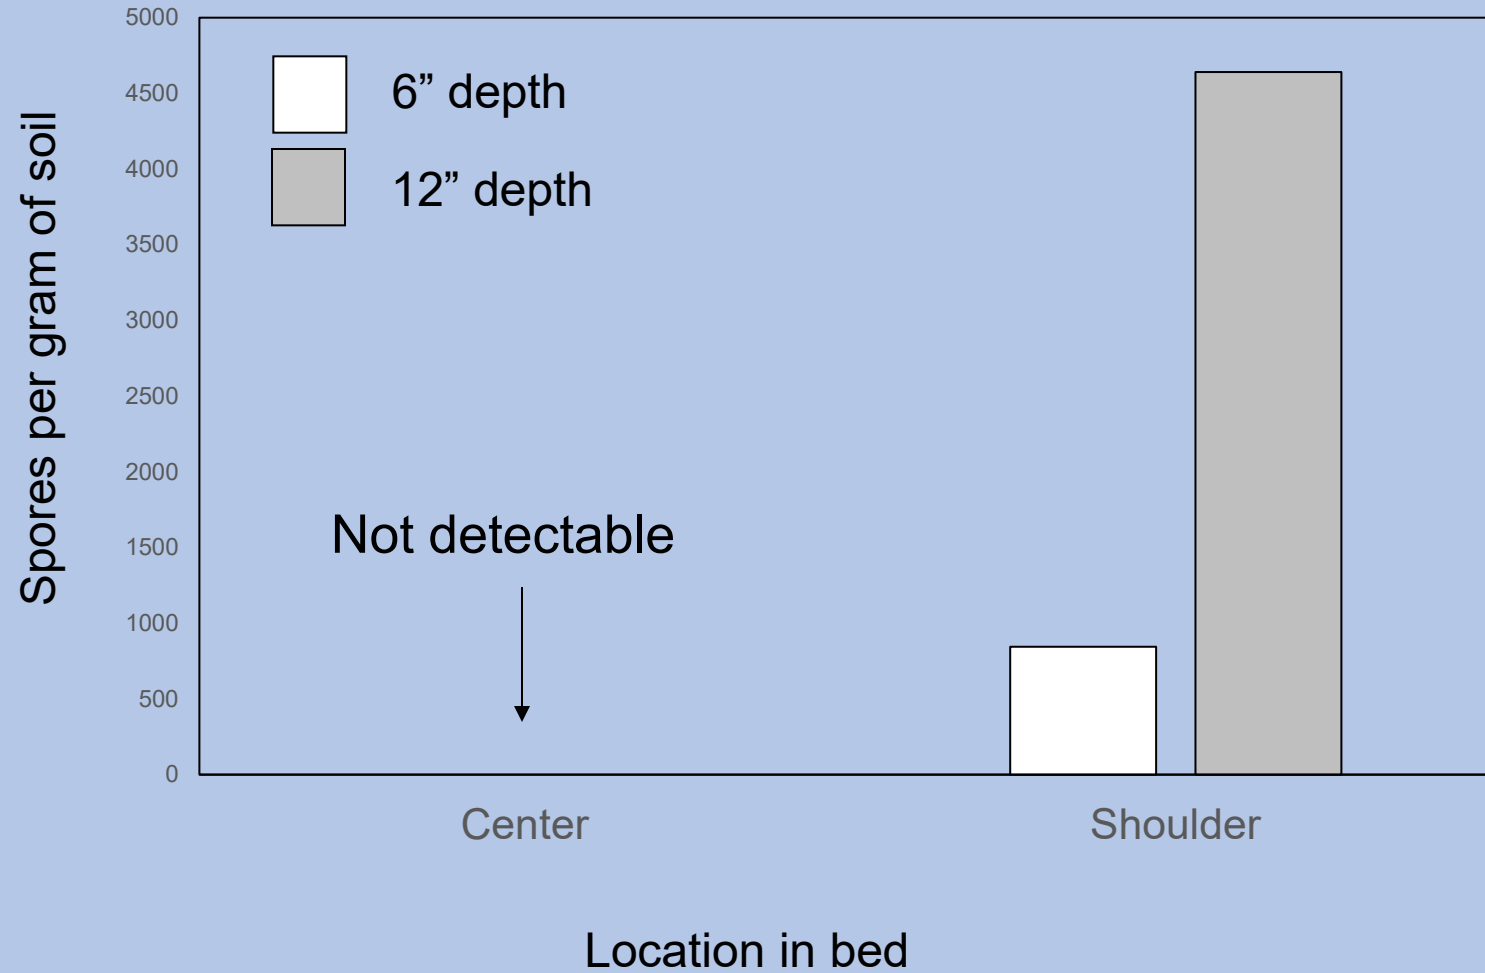 5000
4500
4000
3500
3000
2500
2000
1500
1000
500
0
Spores per gram of soil
6” depth
12” depth
Not detectable
Center
Shoulder
Location in bed